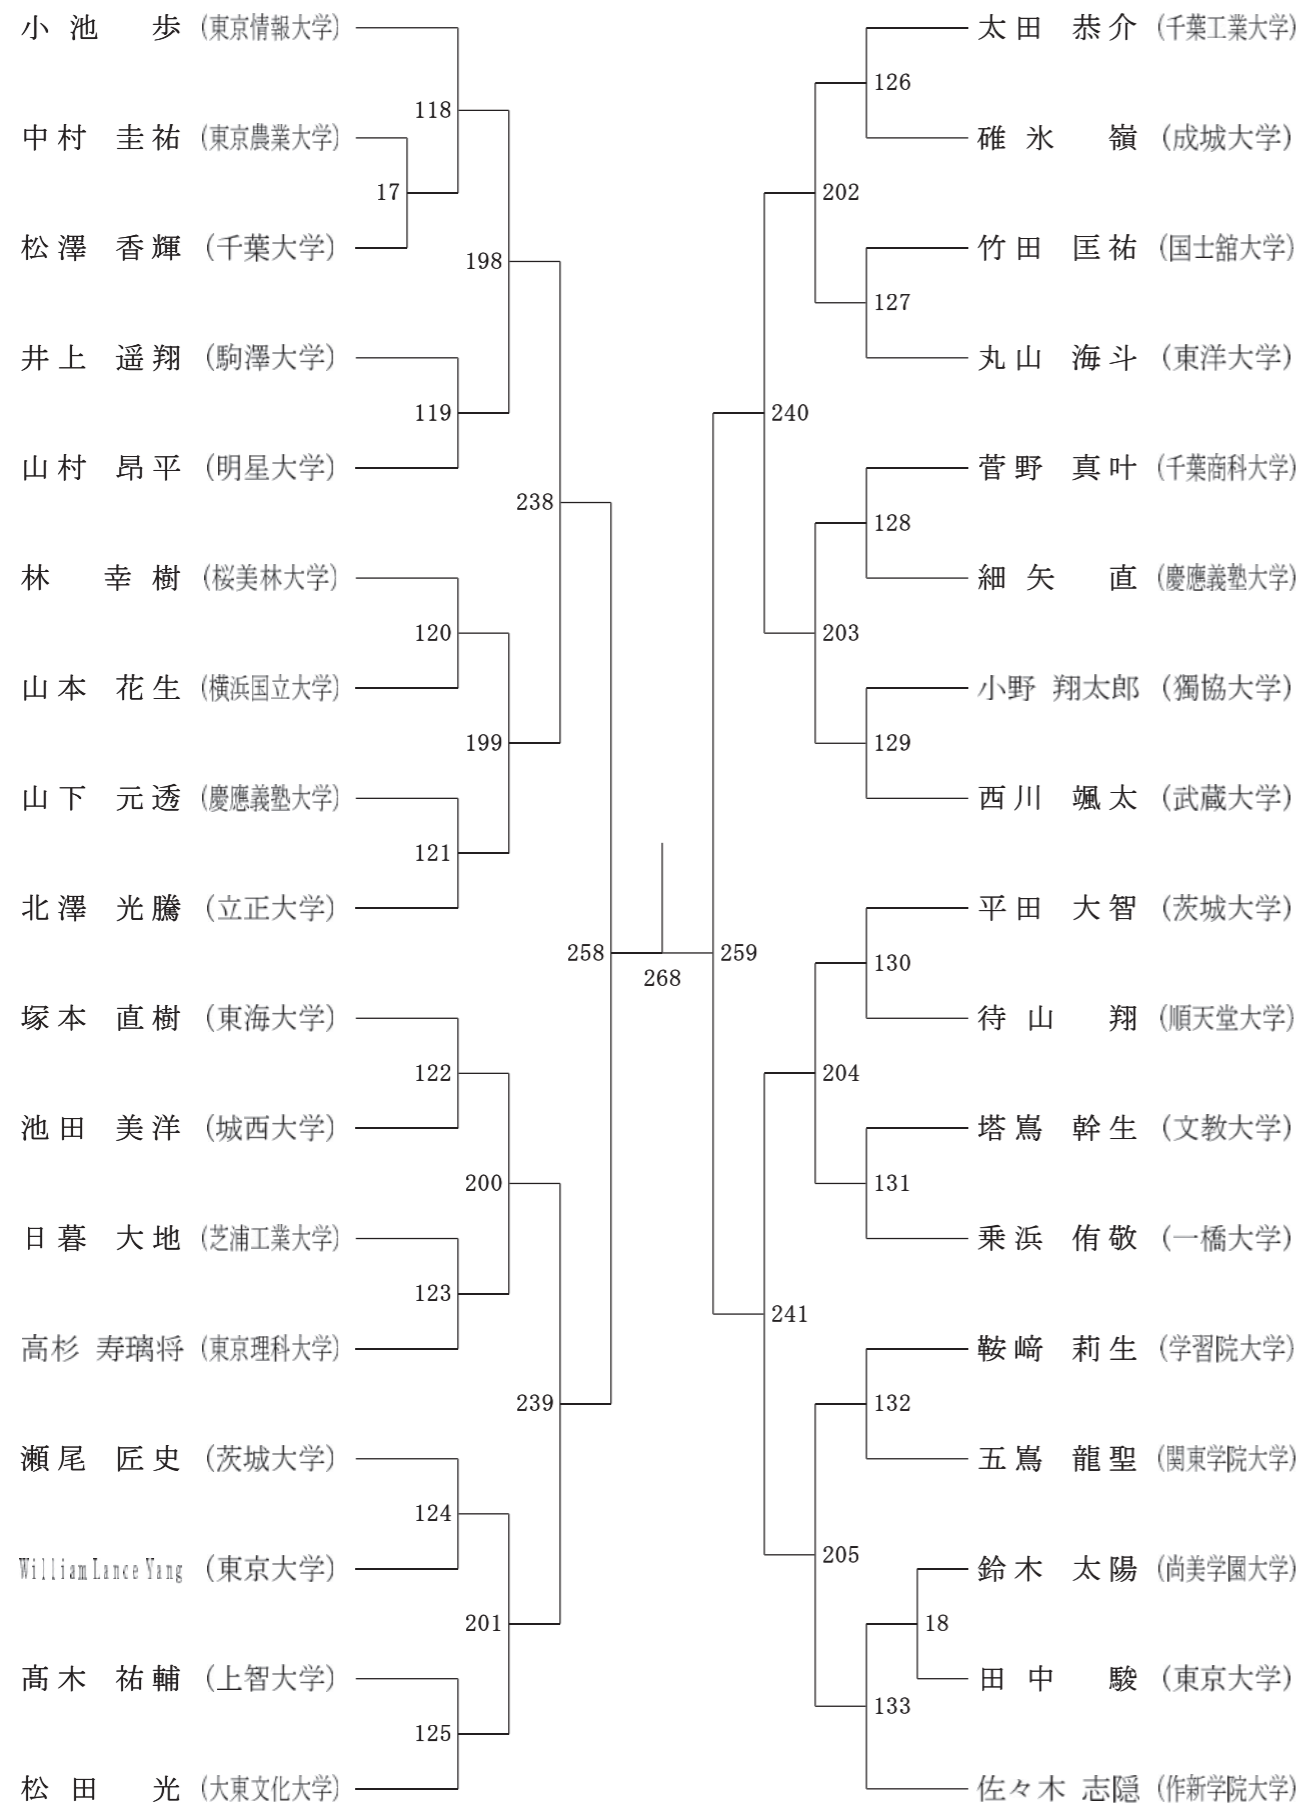 小池 歩 (東京情報大学)
118
中村 圭祐 (東京農業大学)
17
松澤 香輝 (千葉大学)
198
井上 遥翔 (駒澤大学)
119
山村 昂平 (明星大学)
238
林 幸樹 (桜美林大学)
120
山本 花生 (横浜国立大学)
199
山下 元透 (慶應義塾大学)
121
北澤 光騰 (立正大学)
258
塚本 直樹 (東海大学)
122
池田 美洋 (城西大学)
200
日暮 大地 (芝浦工業大学)
123
高杉 寿璃将 (東京理科大学)
239
瀬尾 匠史 (茨城大学)
124
William Lance Yang (東京大学)
201
髙木 祐輔 (上智大学)
125
松田 光 (大東文化大学)
268
太田 恭介 (千葉工業大学)
126
碓氷 嶺 (成城大学)
202
竹田 匡祐 (国士舘大学)
127
丸山 海斗 (東洋大学)
240
菅野 真叶 (千葉商科大学)
128
細矢 直 (慶應義塾大学)
203
小野 翔太郎 (獨協大学)
129
西川 颯太 (武蔵大学)
259
平田 大智 (茨城大学)
130
待山 翔 (順天堂大学)
204
塔嶌 幹生 (文教大学)
131
乗浜 侑敬 (一橋大学)
241
鞍﨑 莉生 (学習院大学)
132
五嶌 龍聖 (関東学院大学)
205
鈴木 太陽 (尚美学園大学)
18
田中 駿 (東京大学)
133
佐々木 志隠 (作新学院大学)